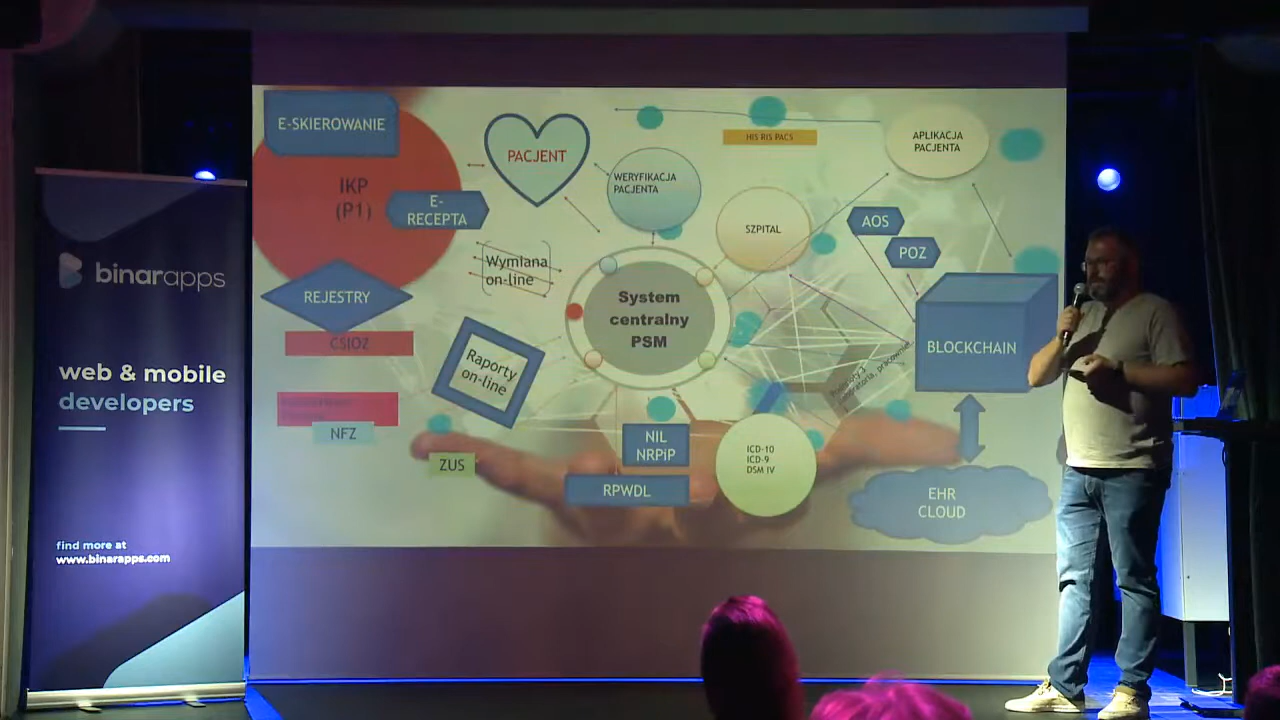 binarapps
web & mobile
developers
find more at
www.binarapps.com
E-SKIEROWANIE
IKP
(P1)
E-
RECEPTA
REJESTRY
CSIOZ
NFZ
PACJENT
WERYFIKACJA
PACJENTA
HIS RIS PACS
APLIKACJA
PACJENTA
SZPITAL
AOS
POZ
Wymiana
on-line
System
centralny
PSM
Raporty
on-line
BLOCKCHAIN
ZUS
NIL
NRPiP
RPWDL
ICD-10
ICD-9
DSM IV
EHR
CLOUD